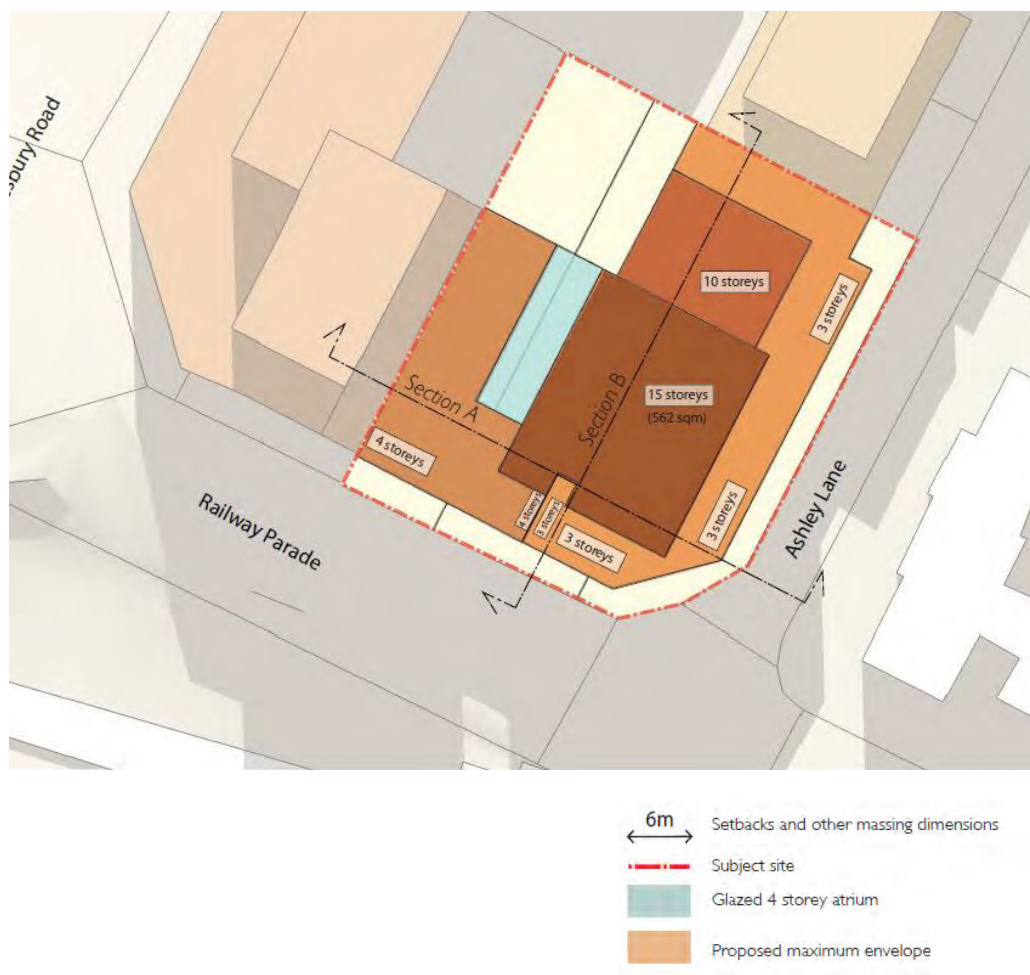 sbury Road
10 storeys
3 storeys
15 storeys
(562 sqm)
Section A
Section B
4 storeys
4 storeys
3 storeys
3 storeys
3 storeys
Railway Parade
Ashley Lane
6m
Setbacks and other massing dimensions
Subject site
Glazed 4 storey atrium
Proposed maximum envelope